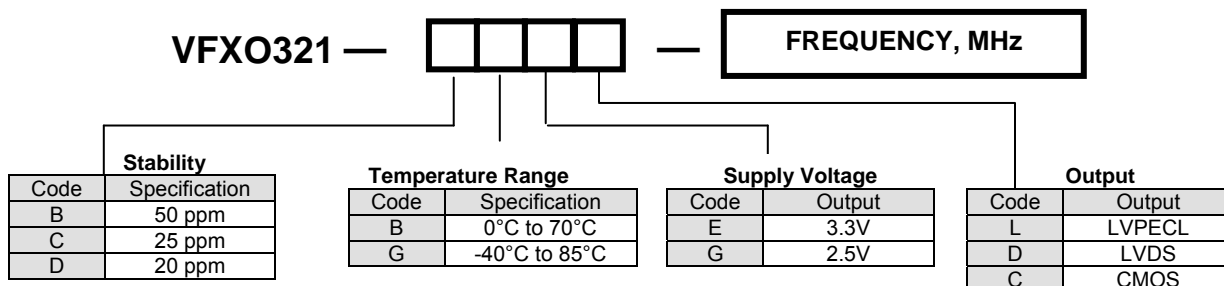 VFXO321 — — FREQUENCY, MHz
Stability
Code Specification
B 50 ppm
C 25 ppm
D 20 ppm
Temperature Range
Code Specification
B 0°C to 70°C
G -40°C to 85°C
Supply Voltage
Code Output
E 3.3V
G 2.5V
Output
Code Output
L LVPECL
D LVDS
C CMOS